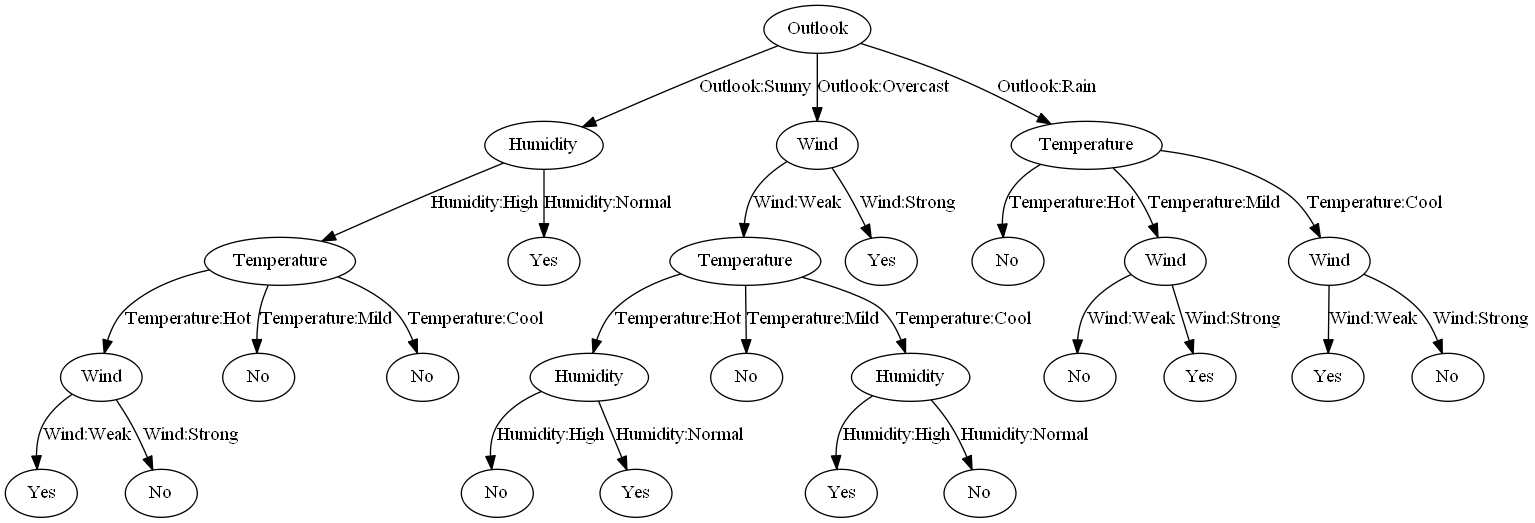 Outlook
Outlook:Sunny Outlook:Overcast Outlook:Rain
Humidity Wind Temperature
Humidity:High Humidity:Normal Wind:Weak Wind:Strong Temperature:Hot Temperature:Mild Temperature:Cool
Temperature Yes Temperature Yes No Wind Wind
Temperature:Hot Temperature:Mild Temperature:Cool Temperature:Hot Temperature:Mild Temperature:Cool Wind:Weak Wind:Strong Wind:Weak Wind:Strong
Wind No No Humidity No Humidity No Yes Yes No
Wind:Weak Wind:Strong Humidity:High Humidity:Normal Humidity:High Humidity:Normal
Yes No No Yes Yes No